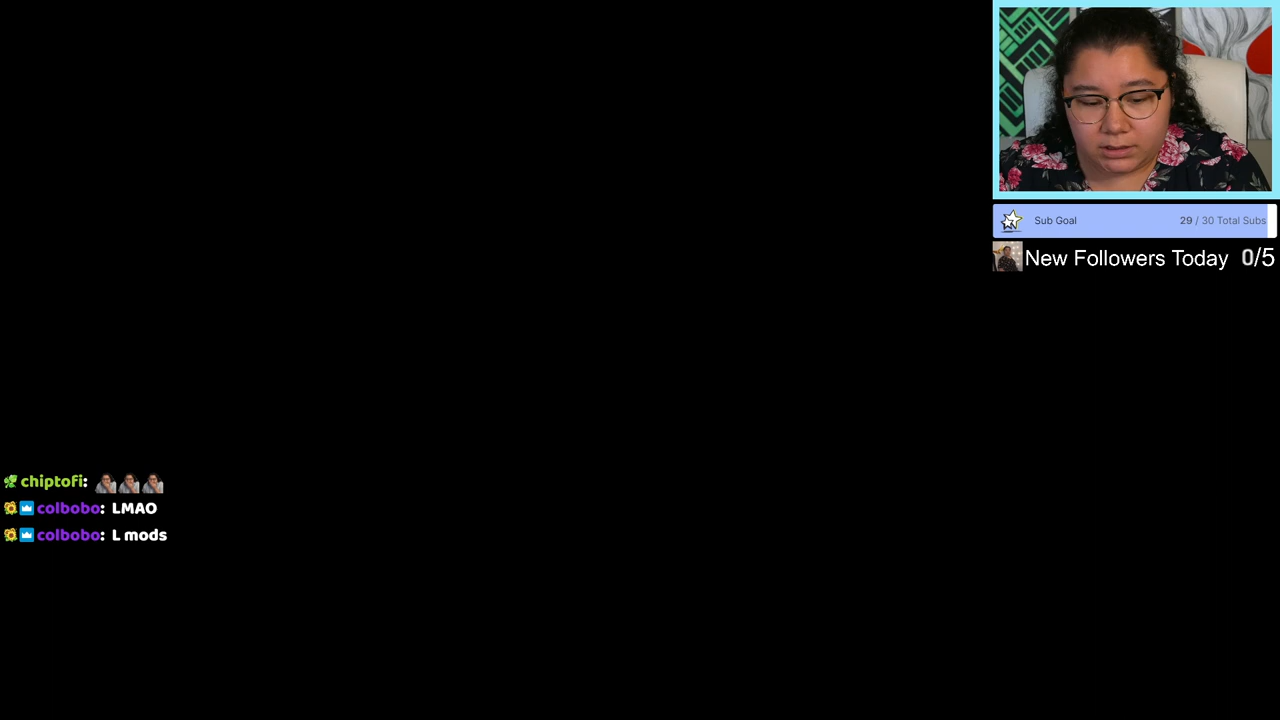 Sub Goal 29 / 30 Total Subs
New Followers Today 0/5
chiptofi:
colbobo: LMAO
colbobo: L mods